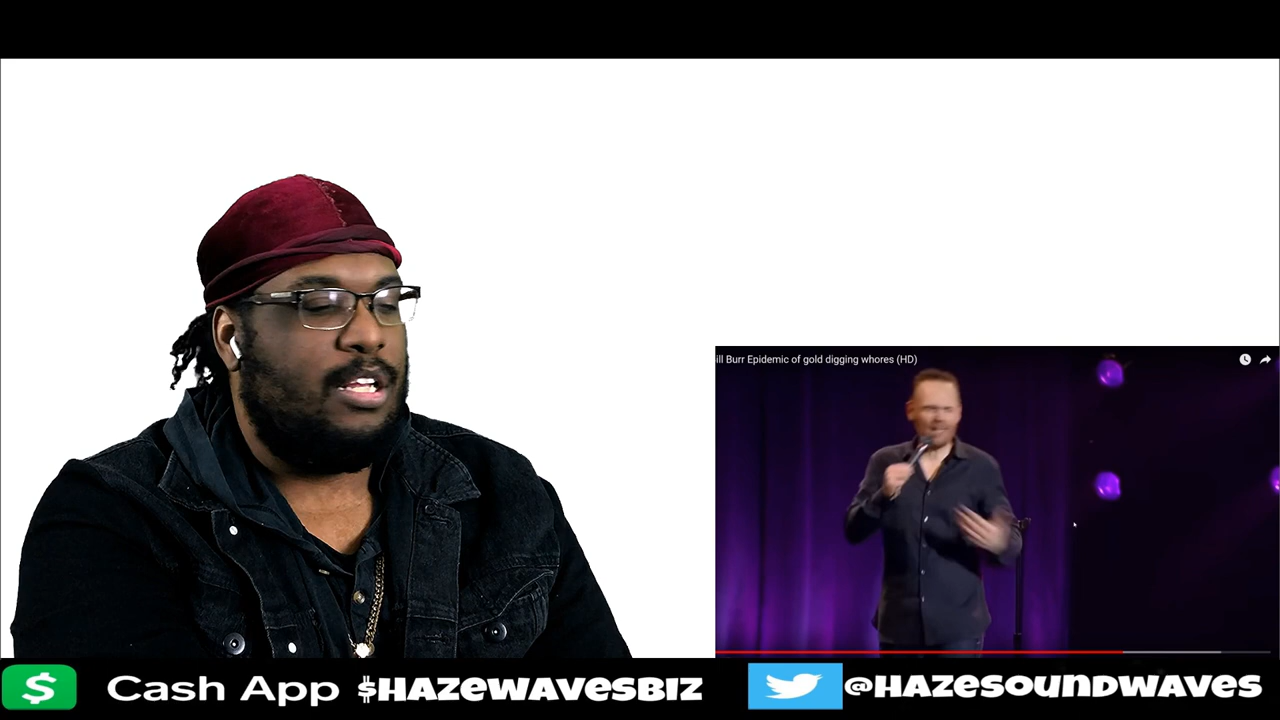 ill Burr Epidemic of gold digging whores (HD)
$ Cash App $HAZEWAVESBIZ
@HAZESOUNDWAVES